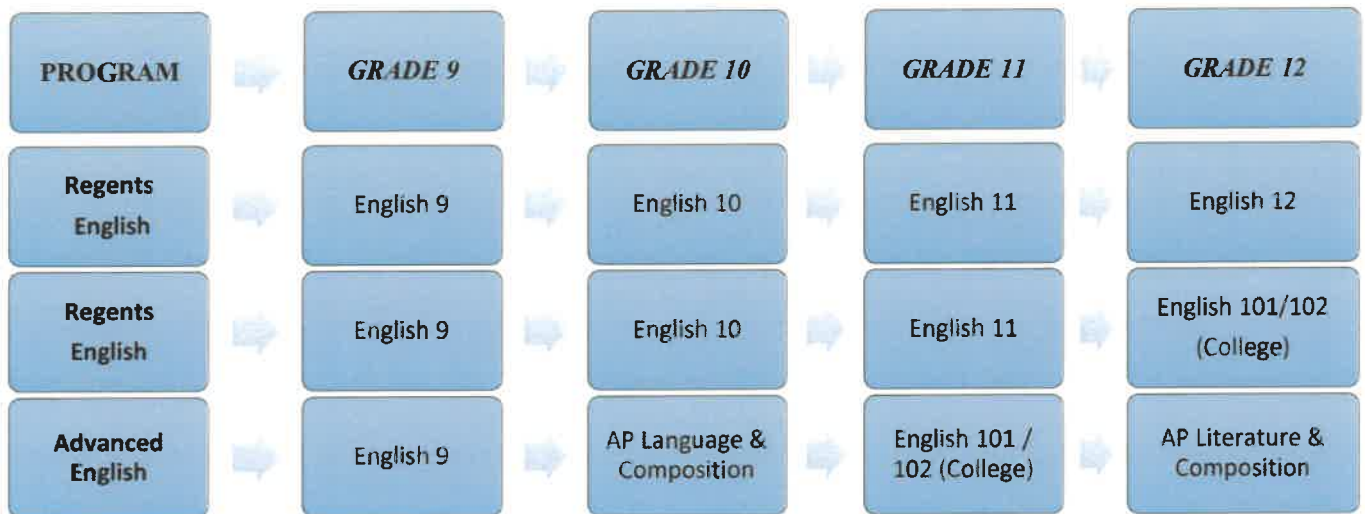 PROGRAM
GRADE 9
GRADE 10
GRADE 11
GRADE 12
Regents
English
English 9
English 10
English 11
English 12
Regents
English
English 9
English 10
English 11
English 101/102
(College)
Advanced
English
English 9
AP Language &
Composition
English 101 /
102 (College)
AP Literature &
Composition